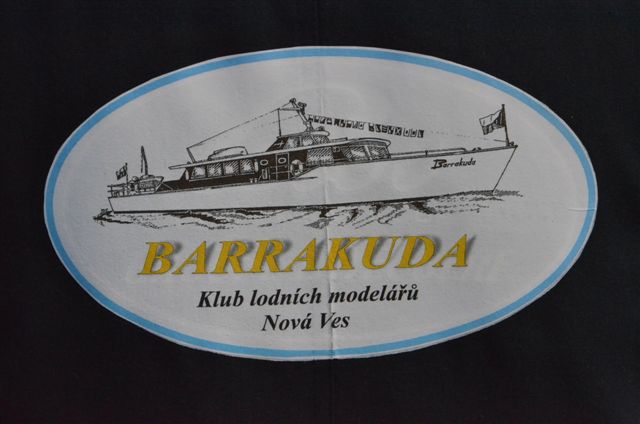 Barrakuda
BARRAKUDA
Klub lodních modelářů
Nová Ves